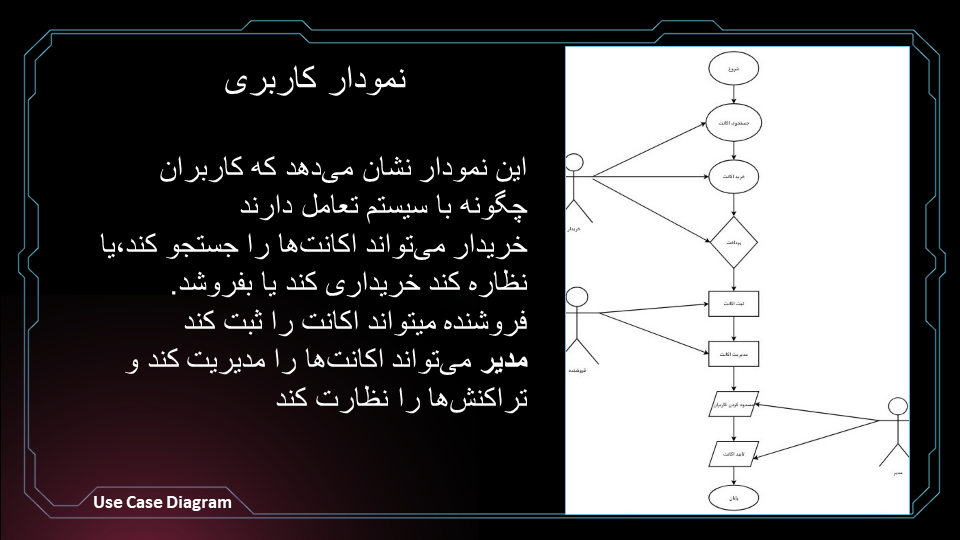 نمودار کاربری
این نمودار نشان می‌دهد که کاربران
چگونه با سیستم تعامل دارند
خریدار می‌تواند اکانت‌ها را جستجو کند،یا
نظاره کند خریداری کند یا بفروشد.
فروشنده میتواند اکانت را ثبت کند
مدیر می‌تواند اکانت‌ها را مدیریت کند و
تراکنش‌ها را نظارت کند
Use Case Diagram
شروع
جستجوی اکانت
خرید اکانت
خریدار
پرداخت
ثبت اکانت
مدیریت اکانت
فروشنده
مسدود کردن کاربران
تایید اکانت
مدیر
پایان